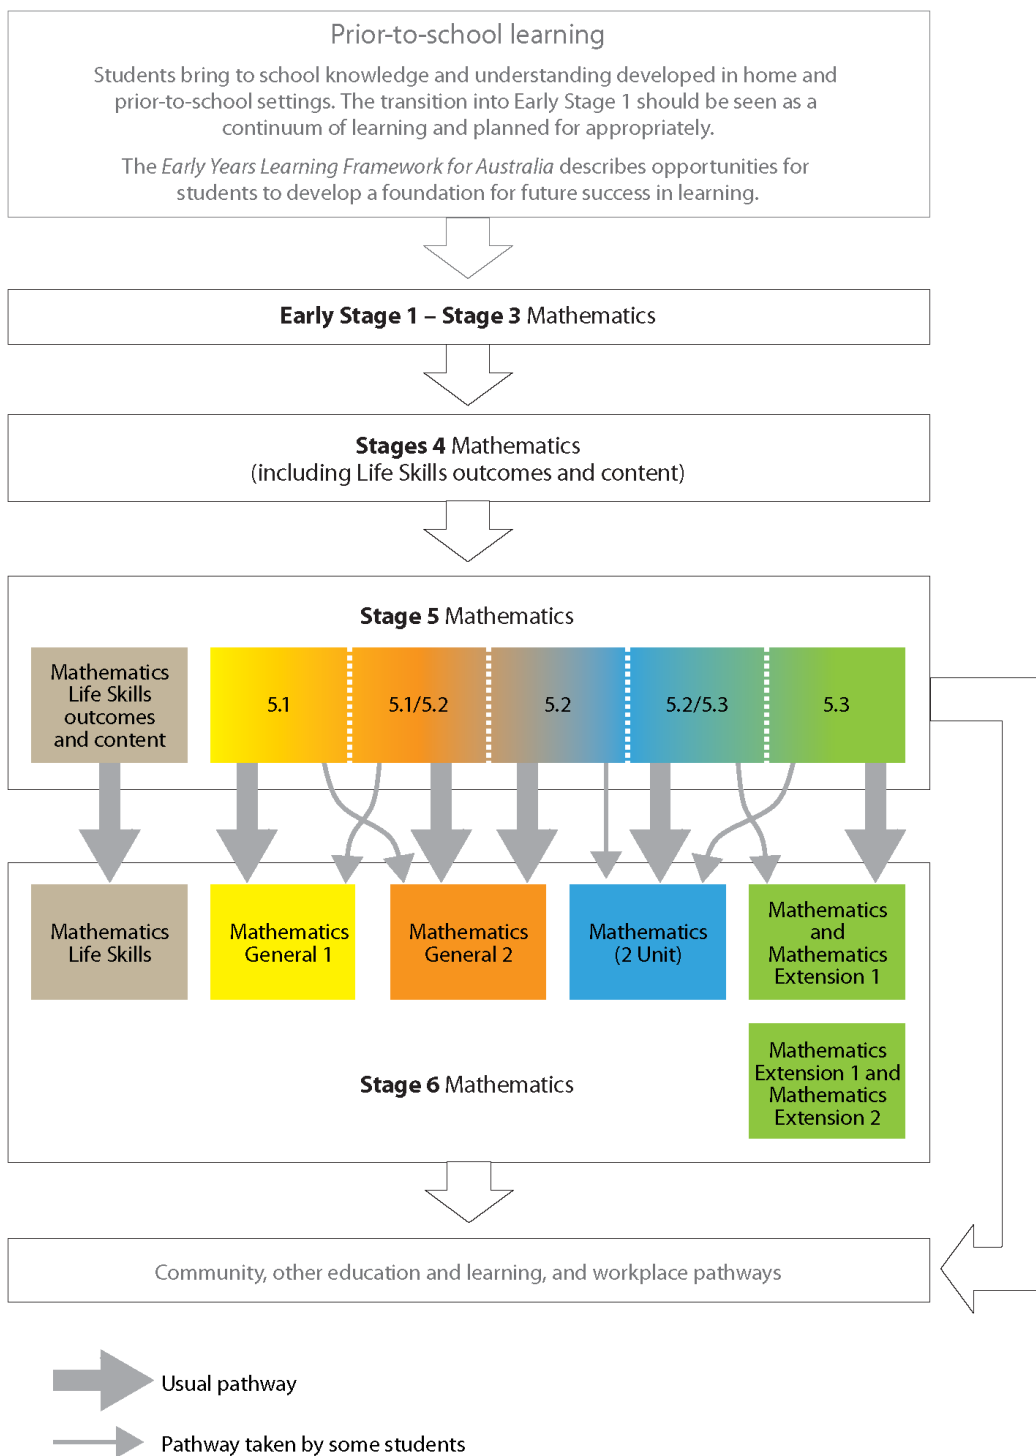 Prior-to-school learning
Students bring to school knowledge and understanding developed in home and
prior-to-school settings. The transition into Early Stage 1 should be seen as a
continuum of learning and planned for appropriately.
The Early Years Learning Framework for Australia describes opportunities for
students to develop a foundation for future success in learning.
Early Stage 1 – Stage 3 Mathematics
Stages 4 Mathematics
(including Life Skills outcomes and content)
Stage 5 Mathematics
Mathematics
Life Skills
outcomes
and content
5.1
5.1/5.2
5.2
5.2/5.3
5.3
Mathematics
Life Skills
Mathematics
General 1
Mathematics
General 2
Mathematics
(2 Unit)
Mathematics
and
Mathematics
Extension 1
Stage 6 Mathematics
Mathematics
Extension 1 and
Mathematics
Extension 2
Community, other education and learning, and workplace pathways
Usual pathway
Pathway taken by some students